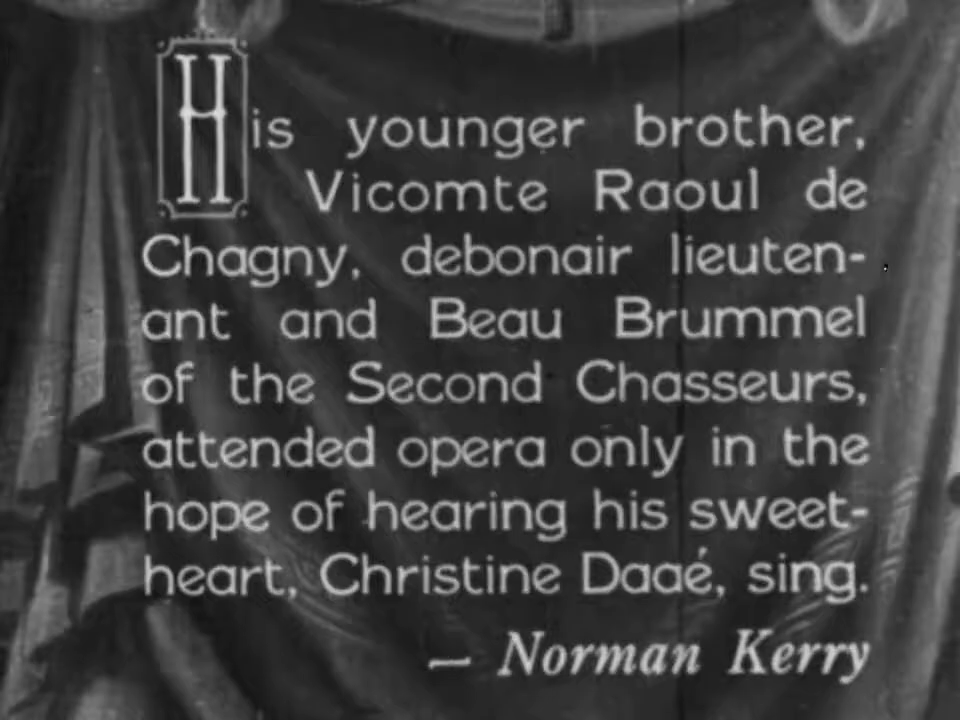 His younger brother,
Vicomte Raoul de
Chagny, debonair lieuten-
ant and Beau Brummel
of the Second Chasseurs,
attended opera only in the
hope of hearing his sweet-
heart, Christine Daaé, sing.
— Norman Kerry